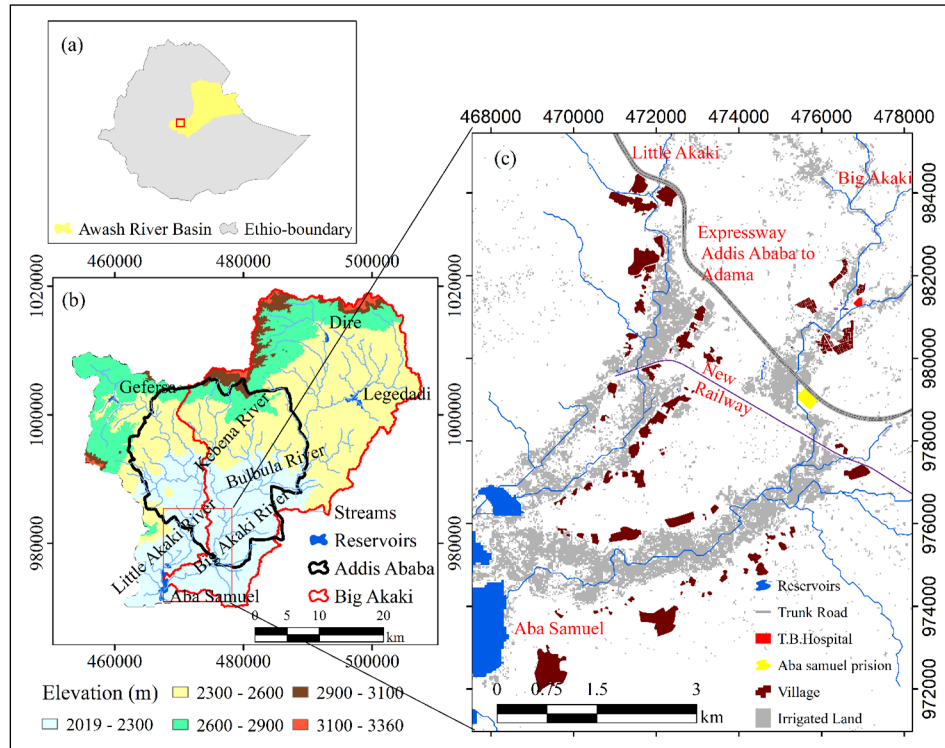 (a)
Awash River Basin
Ethio-boundary
460000
480000
500000
1020000
1000000
980000
(b)
Dire
Gefersa
Legedadi
Kebena River
Bulbula River
Little Akaki River
Big Akaki River
Aba Samuel
Streams
Reservoirs
Addis Ababa
Big Akaki
0 5 10 20
km
460000
480000
500000
Elevation (m)
2019 - 2300
2300 - 2600
2600 - 2900
2900 - 3100
3100 - 3360
468000
470000
472000
474000
776000
478000
(c)
Little Akaki
Big Akaki
Expressway
Addis Ababa to
Adama
New
Railway
Aba Samuel
984000
982000
980000
978000
976000
974000
972000
Reservoirs
Trunk Road
T.B.Hospital
Aba samuel prision
Village
Irrigated Land
0 0.75 1.5 3
km